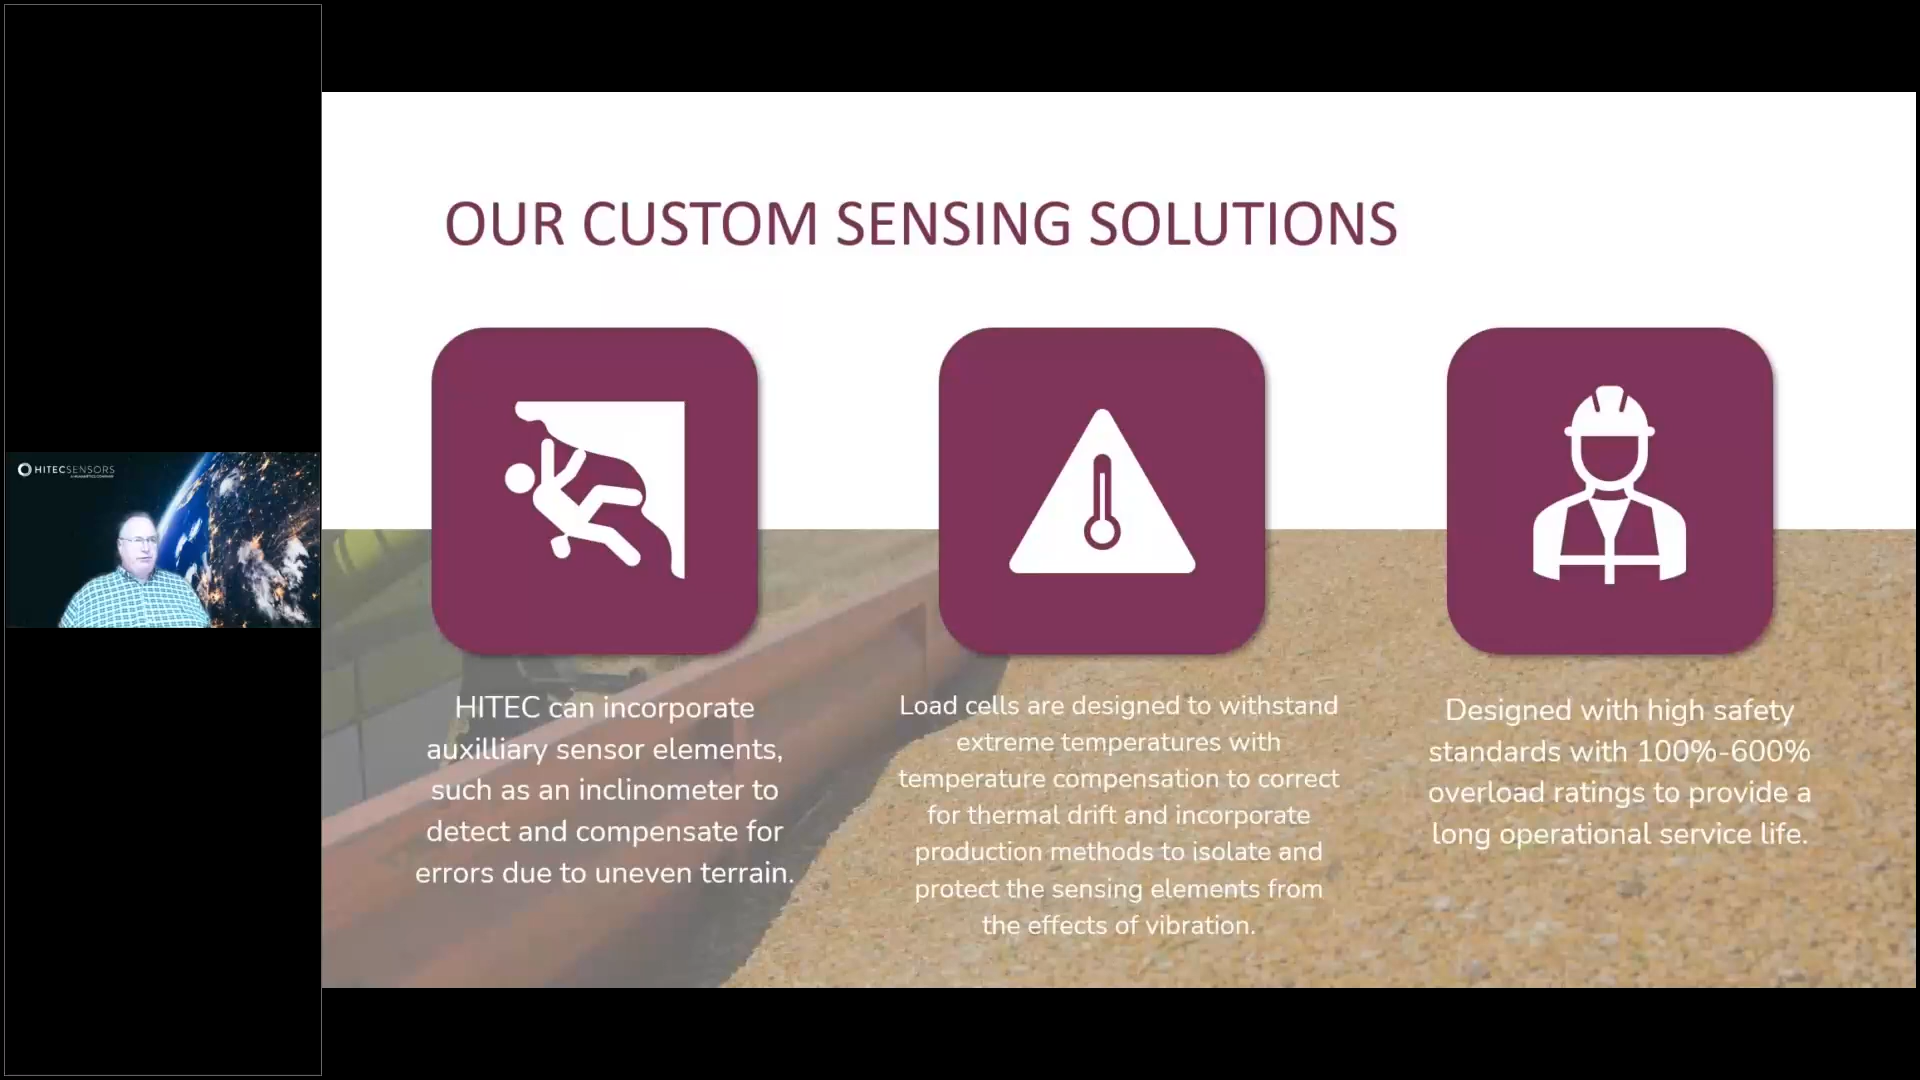 HITECSENSORS
OUR CUSTOM SENSING SOLUTIONS
HITEC can incorporate
auxilliary sensor elements,
such as an inclinometer to
detect and compensate for
errors due to uneven terrain.
Load cells are designed to withstand
extreme temperatures with
temperature compensation to correct
for thermal drift and incorporate
production methods to isolate and
protect the sensing elements from
the effects of vibration.
Designed with high safety
standards with 100%-600%
overload ratings to provide a
long operational service life.